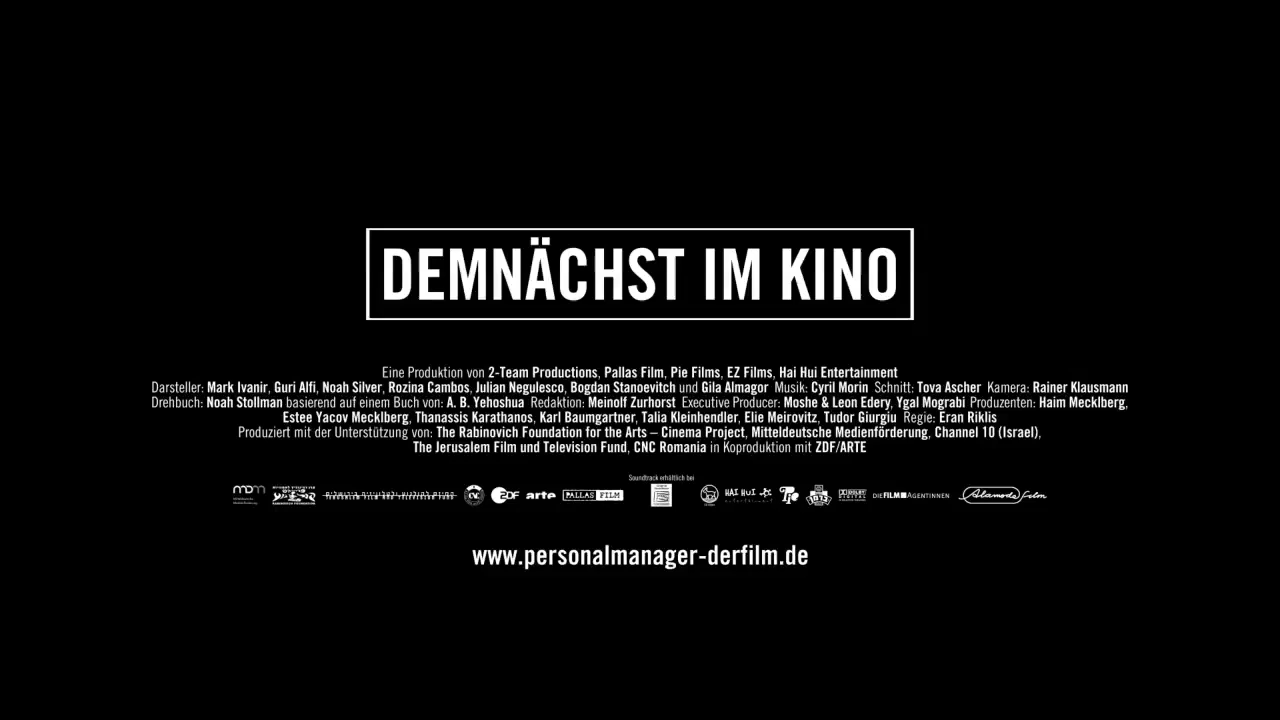 DEMNÄCHST IM KINO
Eine Produktion von 2-Team Productions, Pallas Film, Pie Films, EZ Films, Hai Hui Entertainment
Darsteller: Mark Ivanir, Guri Alfi, Noah Silver, Rozina Cambos, Julian Negulesco, Bogdan Stanoevitch und Gila Almagor Musik: Cyril Morin Schnitt: Tova Ascher Kamera: Rainer Klausmann
Drehbuch: Noah Stollman basierend auf einem Buch von: A. B. Yehoshua Redaktion: Meinolf Zurhorst Executive Producer: Moshe & Leon Edery, Ygal Mograbi Produzenten: Haim Mecklberg,
Estee Yacov Mecklberg, Thanassis Karathanos, Karl Baumgartner, Talia Kleinhendler, Elie Meirovitz, Tudor Giurgiu Regie: Eran Riklis
Produziert mit der Unterstützung von: The Rabinovich Foundation for the Arts – Cinema Project, Mitteldeutsche Medienförderung, Channel 10 (Israel),
The Jerusalem Film und Television Fund, CNC Romania in Koproduktion mit ZDF/ARTE
Soundtrack erhältlich bei
mDm ZDF arte PALLAS FILM HAI HUI entertainment Pie DOLBY DIGITAL DIE FILM AGENTINNEN Alamode Film
www.personalmanager-derfilm.de